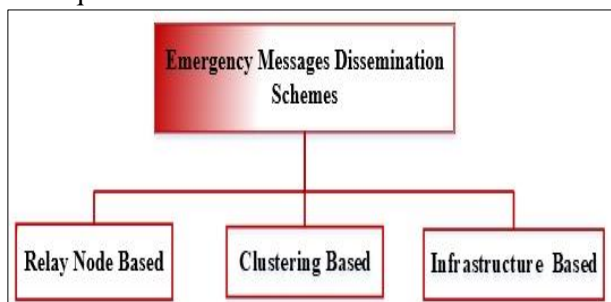 Emergency Messages Dissemination
Schemes
Relay Node Based
Clustering Based
Infrastructure Based